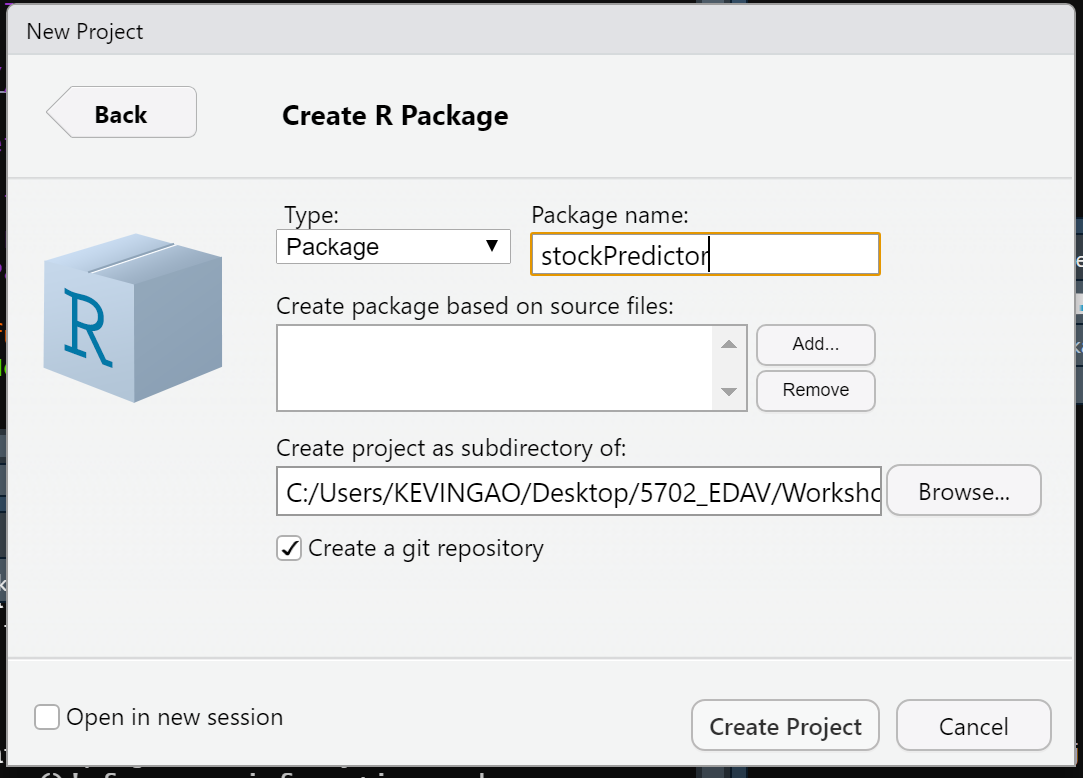 New Project
Back
Create R Package
Type:
Package name:
Package
stockPredictor
Create package based on source files:
Add...
R
Remove
Create project as subdirectory of:
C:/Users/KEVINGAO/Desktop/5702_EDAV/Worksho
Browse...
Create a git repository
Open in new session
Create Project
Cancel